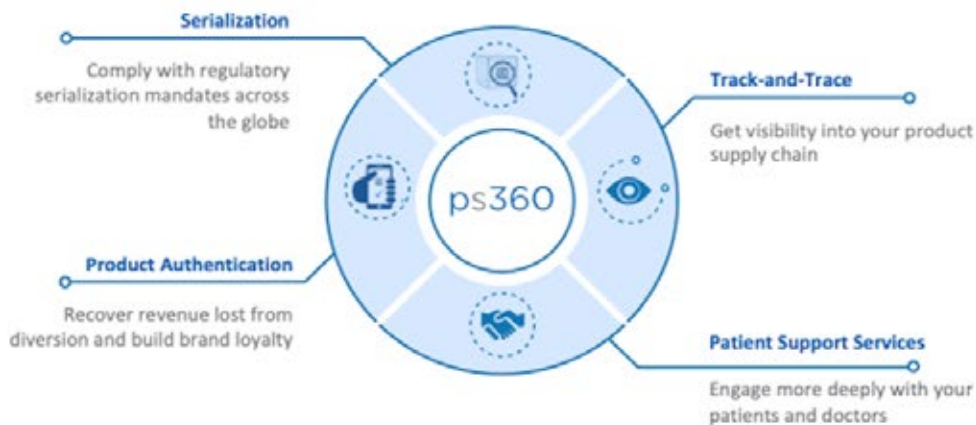 Serialization
Comply with regulatory
serialization mandates across
the globe
Track-and-Trace
Get visibility into your product
supply chain
ps360
Product Authentication
Recover revenue lost from
diversion and build brand loyalty
Patient Support Services
Engage more deeply with your
patients and doctors